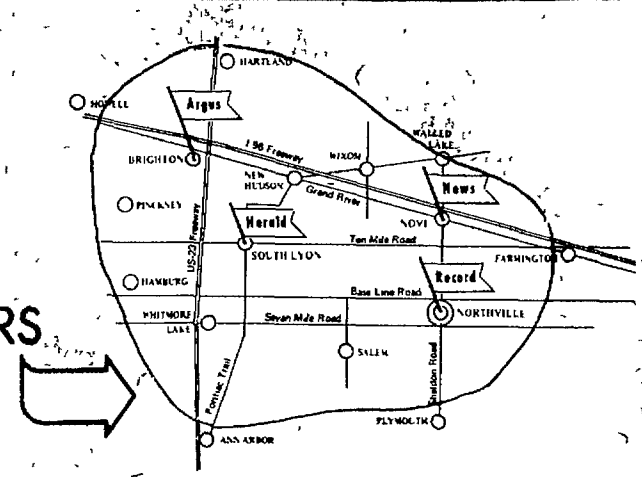 HARTLAND
HOWELL
Argus
I-96 Freeway
WALLED
LAKE
WIXOM
BRIGHTON
NEW
HUDSON
Grand River
News
PINCKNEY
Herald
NOVI
US-23 Freeway
Ten Mile Road
SOUTH LYON
FARMINGTON
Record
HAMBURG
Base Line Road
NORTHVILLE
WHITMORE
LAKE
Seven Mile Road
RS
SALEM
Pontiac Trail
Sheldon Road
PLYMOUTH
ANN ARBOR